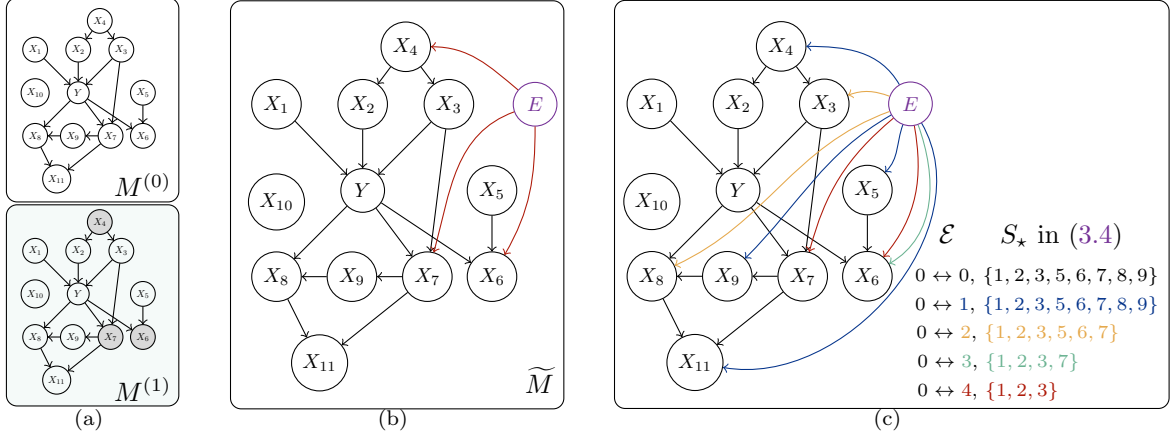 X₄
X₁ X₂ X₃
X₁₀ Y X₅
X₈ X₉ X₇ X₆
X₁₁ M⁽⁰⁾
X₄
X₁ X₂ X₃
X₁₀ Y X₅
X₈ X₉ X₇ X₆
X₁₁ M⁽¹⁾
(a)
X₄
X₁ X₂ X₃ E
X₁₀ Y X₅
X₈ X₉ X₇ X₆
X₁₁ M̃
(b)
X₄
X₁ X₂ X₃ E
X₁₀ Y X₅
X₈ X₉ X₇ X₆
X₁₁
ℰ S⋆ in (3.4)
0 ↔ 0, {1, 2, 3, 5, 6, 7, 8, 9}
0 ↔ 1, {1, 2, 3, 5, 6, 7, 8, 9}
0 ↔ 2, {1, 2, 3, 5, 6, 7}
0 ↔ 3, {1, 2, 3, 7}
0 ↔ 4, {1, 2, 3}
(c)